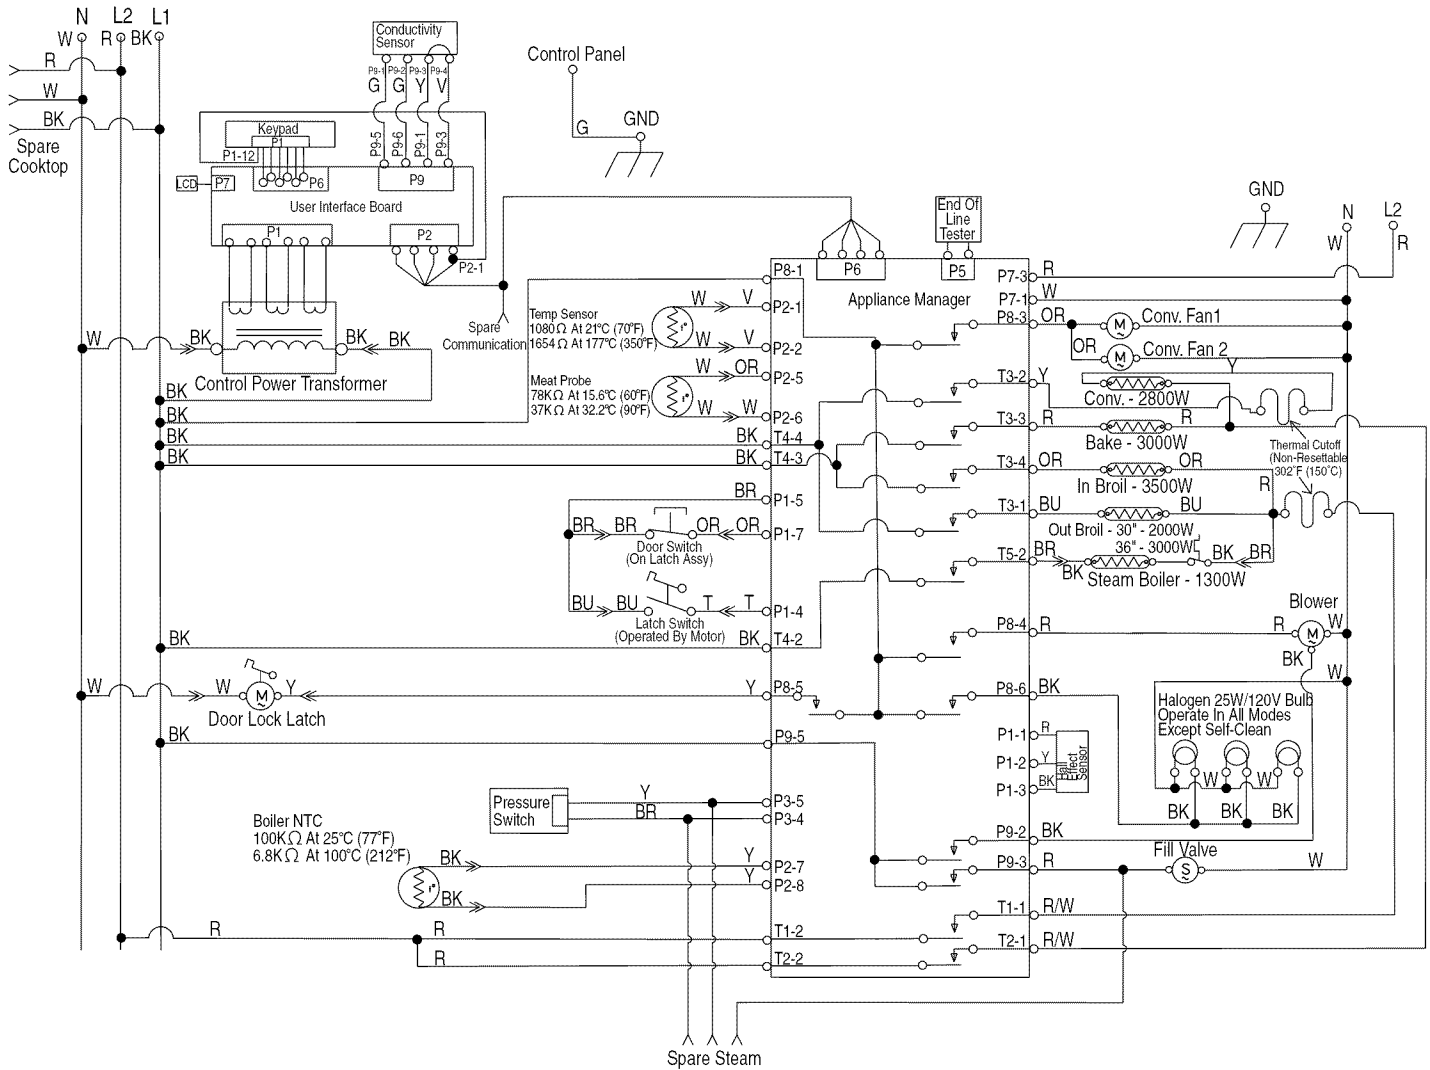 N L2 L1
W R BK
R
W
BK
Spare
Cooktop
Conductivity
Sensor
P9-1 P9-2 P9-3 P9-4
G G Y V
P9-5 P9-6 P9-1 P9-3
Keypad
P1
P1-12
LCD P7 P6 P9
User Interface Board
P1 P2
P2-1
Control Panel
G
GND
Spare
Communication
W BK BK BK
Control Power Transformer
BK
BK
BK
BK
Temp Sensor
1080Ω At 21°C (70°F)
1654 Ω At 177°C (350°F)
W V
W V
Meat Probe
78KΩ At 15.6°C (60°F)
37KΩ At 32.2°C (90°F)
W OR
W W
BK
BK
BR
BR BR OR OR
Door Switch
(On Latch Assy)
BU BU T T
Latch Switch
(Operated By Motor)
BK BK
W W M Y Y
Door Lock Latch
BK
Pressure
Switch
Y
BR
Boiler NTC
100KΩ At 25°C (77°F)
6.8KΩ At 100°C (212°F)
t°
BK Y
BK Y
R R
R
Spare Steam
End Of
Line
Tester
P6 P5
Appliance Manager
P8-1
P2-1
P2-2
P2-5
P2-6
T4-4
T4-3
P1-5
P1-7
P1-4
T4-2
P8-5
P9-5
P3-5
P3-4
P2-7
P2-8
T1-2
T2-2
P7-3
P7-1
P8-3
T3-2
T3-3
T3-4
T3-1
T5-2
P8-4
P8-6
P1-1
P1-2
P1-3
P9-2
P9-3
T1-1
T2-1
GND
N L2
W R
R
W
OR M Conv. Fan1
OR M Conv. Fan 2
Y Y
Conv. - 2800W
R R
Bake - 3000W
Thermal Cutoff
(Non-Resettable
302°F (150°C)
OR OR
In Broil - 3500W
R
BU BU
Out Broil - 30" - 2000W
36" - 3000W
BR BK BK BR
Steam Boiler - 1300W
Blower
R R M W
BK
W
BK
Halogen 25W/120V Bulb
Operate In All Modes
Except Self-Clean
R
Y
BK
Hall
Effect
Sensor
W W
BK BK BK
BK
Fill Valve
R S W
R/W
R/W